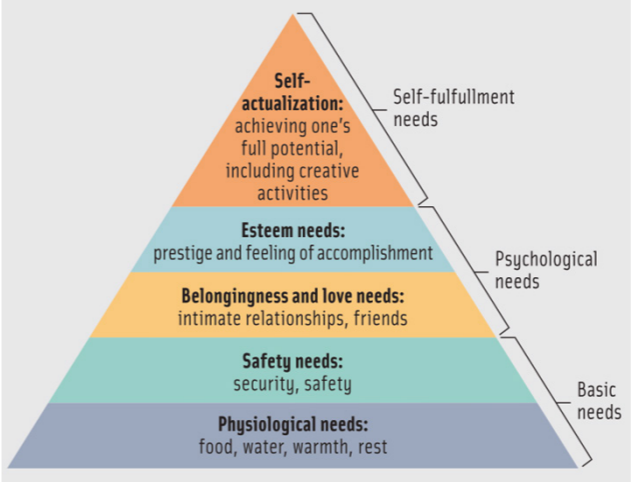 Self-
actualization:
achieving one's
full potential,
including creative
activities
Self-fulfullment
needs
Esteem needs:
prestige and feeling of accomplishment
Psychological
needs
Belongingness and love needs:
intimate relationships, friends
Safety needs:
security, safety
Basic
needs
Physiological needs:
food, water, warmth, rest